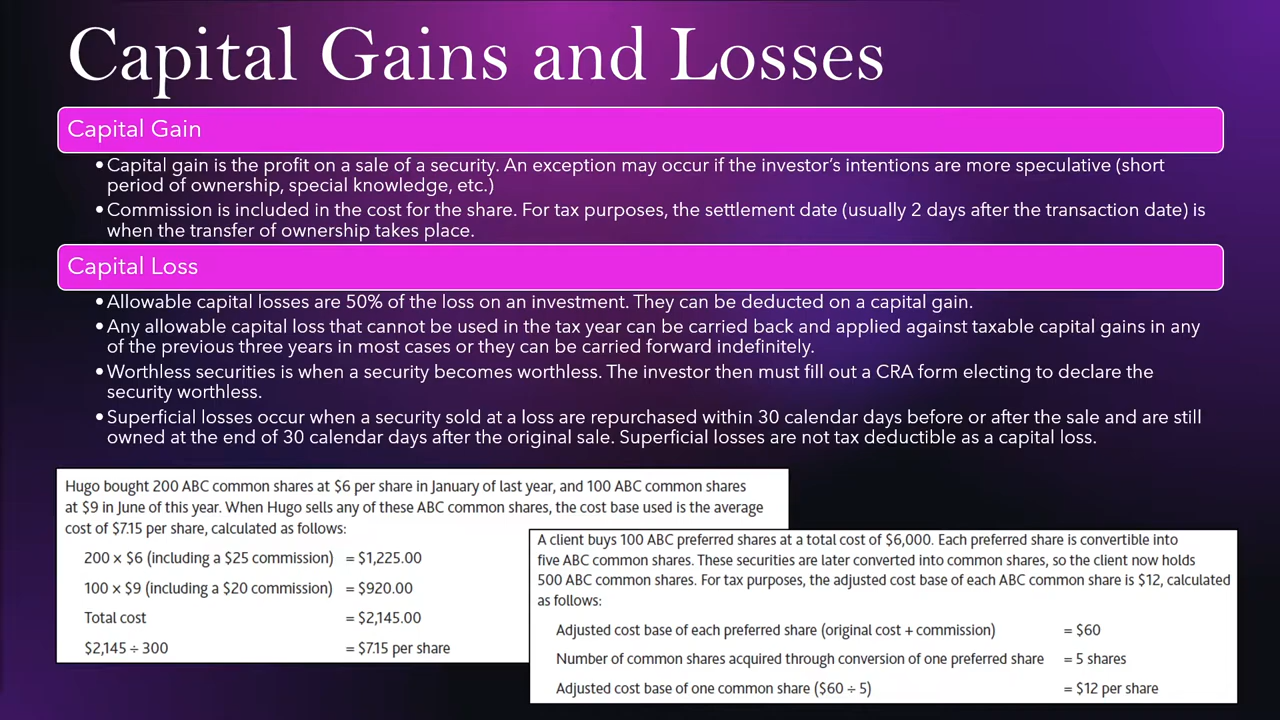 Capital Gains and Losses
Capital Gain
•Capital gain is the profit on a sale of a security. An exception may occur if the investor's intentions are more speculative (short
period of ownership, special knowledge, etc.)
•Commission is included in the cost for the share. For tax purposes, the settlement date (usually 2 days after the transaction date) is
when the transfer of ownership takes place.
Capital Loss
•Allowable capital losses are 50% of the loss on an investment. They can be deducted on a capital gain.
•Any allowable capital loss that cannot be used in the tax year can be carried back and applied against taxable capital gains in any
of the previous three years in most cases or they can be carried forward indefinitely.
•Worthless securities is when a security becomes worthless. The investor then must fill out a CRA form electing to declare the
security worthless.
•Superficial losses occur when a security sold at a loss are repurchased within 30 calendar days before or after the sale and are still
owned at the end of 30 calendar days after the original sale. Superficial losses are not tax deductible as a capital loss.
Hugo bought 200 ABC common shares at $6 per share in January of last year, and 100 ABC common shares
at $9 in June of this year. When Hugo sells any of these ABC common shares, the cost base used is the average
cost of $7.15 per share, calculated as follows:
200 x $6 (including a $25 commission) = $1,225.00
100 x $9 (including a $20 commission) = $920.00
Total cost = $2,145.00
$2,145 ÷ 300 = $7.15 per share
A client buys 100 ABC preferred shares at a total cost of $6,000. Each preferred share is convertible into
five ABC common shares. These securities are later converted into common shares, so the client now holds
500 ABC common shares. For tax purposes, the adjusted cost base of each ABC common share is $12, calculated
as follows:
Adjusted cost base of each preferred share (original cost + commission) = $60
Number of common shares acquired through conversion of one preferred share = 5 shares
Adjusted cost base of one common share ($60 ÷ 5) = $12 per share